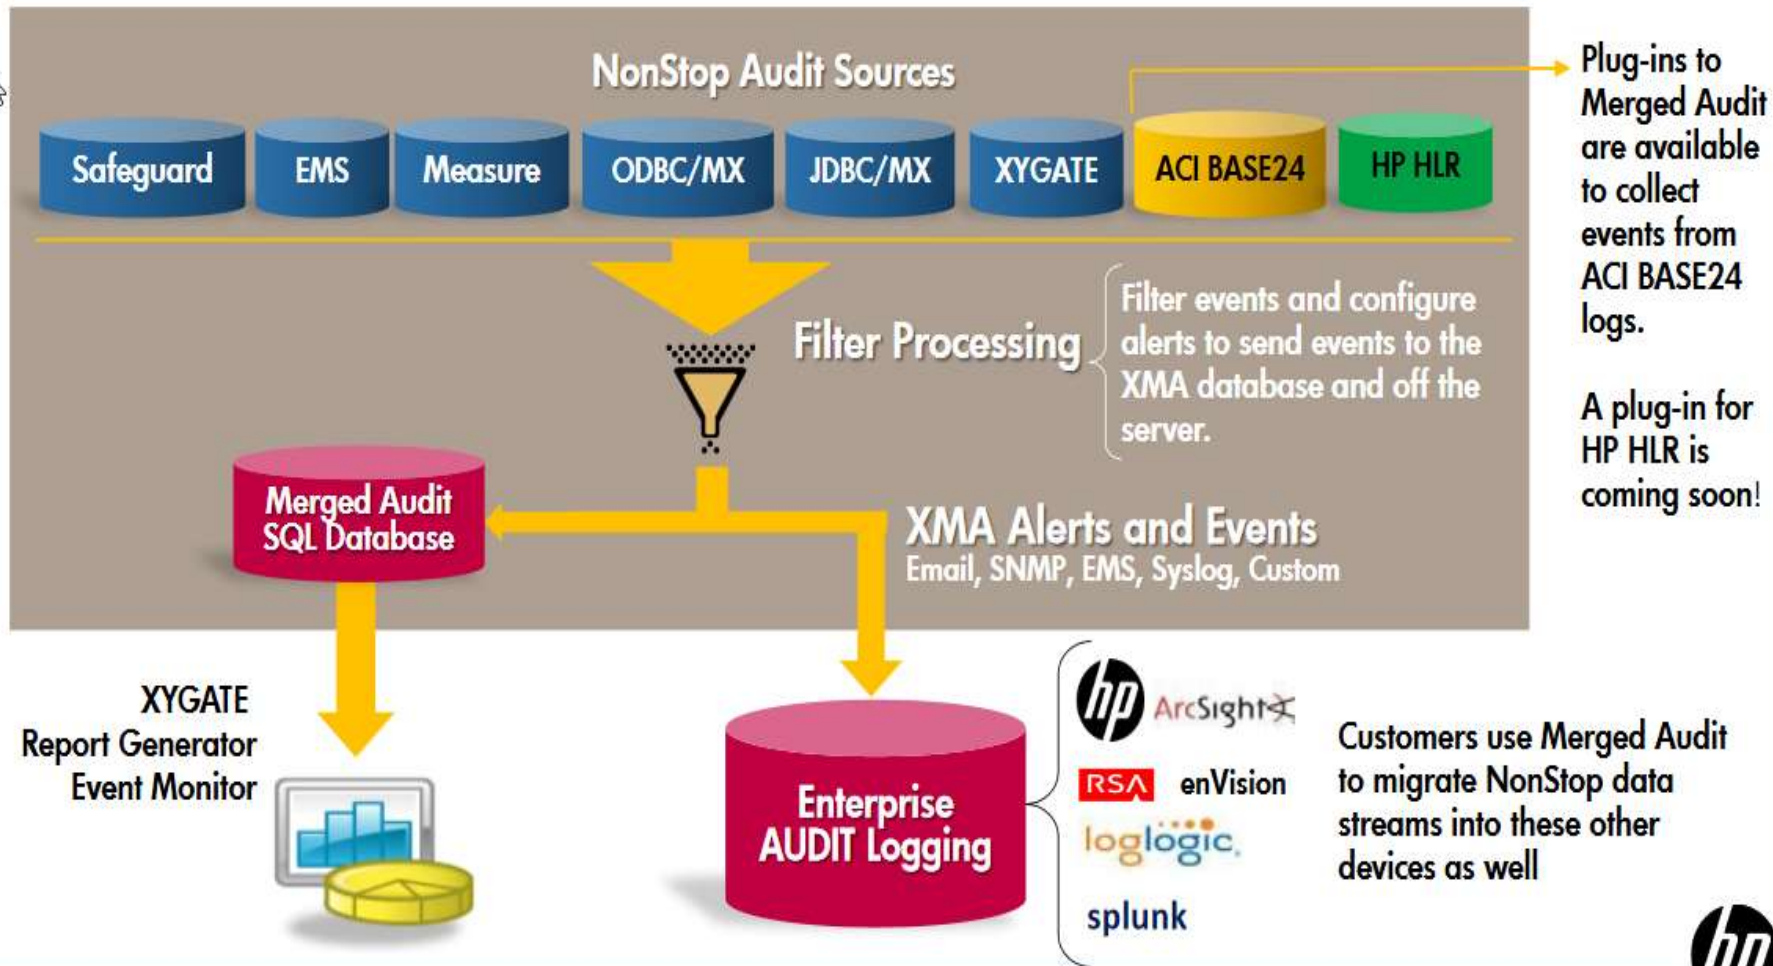 NonStop Audit Sources
Safeguard
EMS
Measure
ODBC/MX
JDBC/MX
XYGATE
ACI BASE24
HP HLR
Plug-ins to
Merged Audit
are available
to collect
events from
ACI BASE24
logs.
A plug-in for
HP HLR is
coming soon!
Filter Processing
Filter events and configure
alerts to send events to the
XMA database and off the
server.
Merged Audit
SQL Database
XMA Alerts and Events
Email, SNMP, EMS, Syslog, Custom
XYGATE
Report Generator
Event Monitor
Enterprise
AUDIT Logging
hp ArcSight
RSA enVision
loglogic.
splunk
Customers use Merged Audit
to migrate NonStop data
streams into these other
devices as well
hp